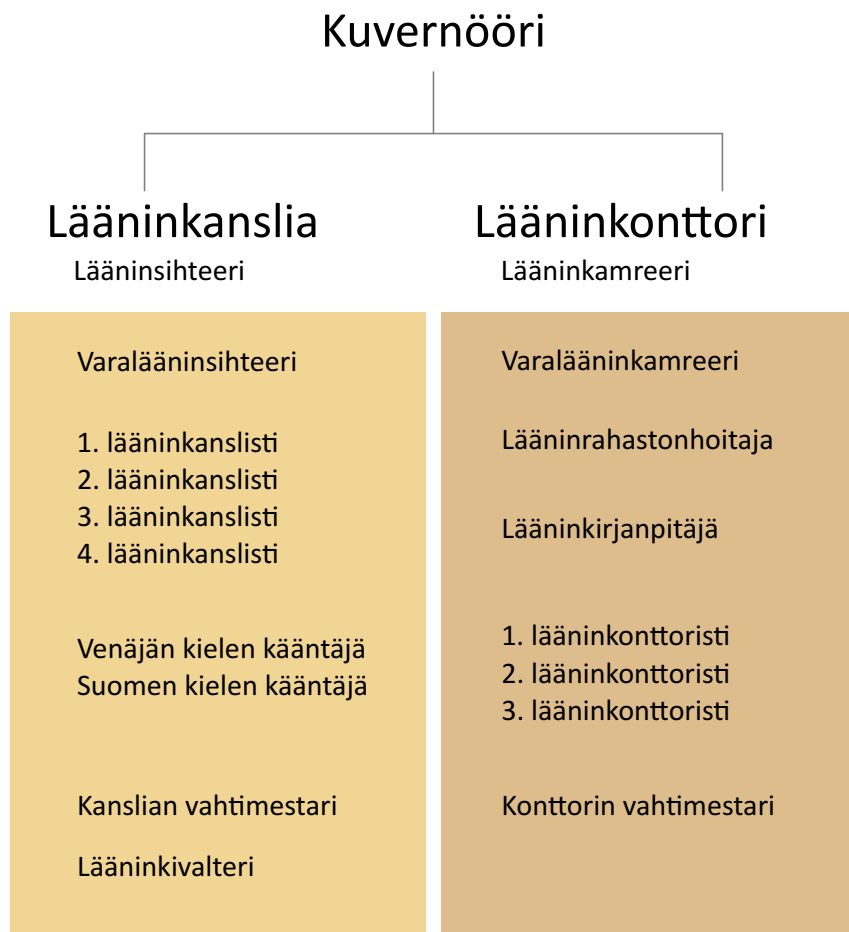 Kuvernööri
Lääninkanslia
Lääninsihteeri
Varalääninsihteeri
1. lääninkanslisti
2. lääninkanslisti
3. lääninkanslisti
4. lääninkanslisti
Venäjän kielen kääntäjä
Suomen kielen kääntäjä
Kanslian vahtimestari
Lääninkivalteri
Lääninkonttori
Lääninkamreeri
Varalääninkamreeri
Lääninrahastonhoitaja
Lääninkirjanpitäjä
1. lääninkonttoristi
2. lääninkonttoristi
3. lääninkonttoristi
Konttorin vahtimestari